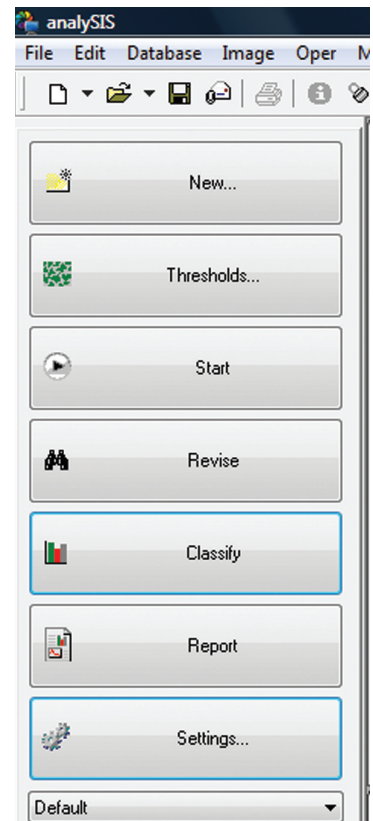 analySIS
File Edit Database Image Oper
New...
Thresholds...
Start
Revise
Classify
Report
Settings...
Default